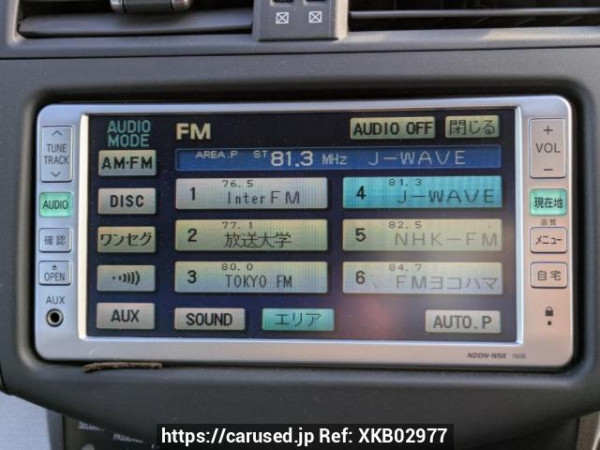 AUDIO MODE
FM
AUDIO OFF
閉じる
AREA.P ST 81.3 MHz J-WAVE
TUNE TRACK
AUDIO
確認
OPEN
AUX
AM・FM
DISC
ワンセグ
AUX
1 76.5 InterFM
4 81.3 J-WAVE
2 77.1 放送大学
5 82.5 NHK-FM
3 80.0 TOKYO FM
6 84.7 FMヨコハマ
SOUND
エリア
AUTO.P
+
VOL
-
現在地
画質
メニュー
自宅
NDDN-W58
https://carused.jp Ref: XKB02977